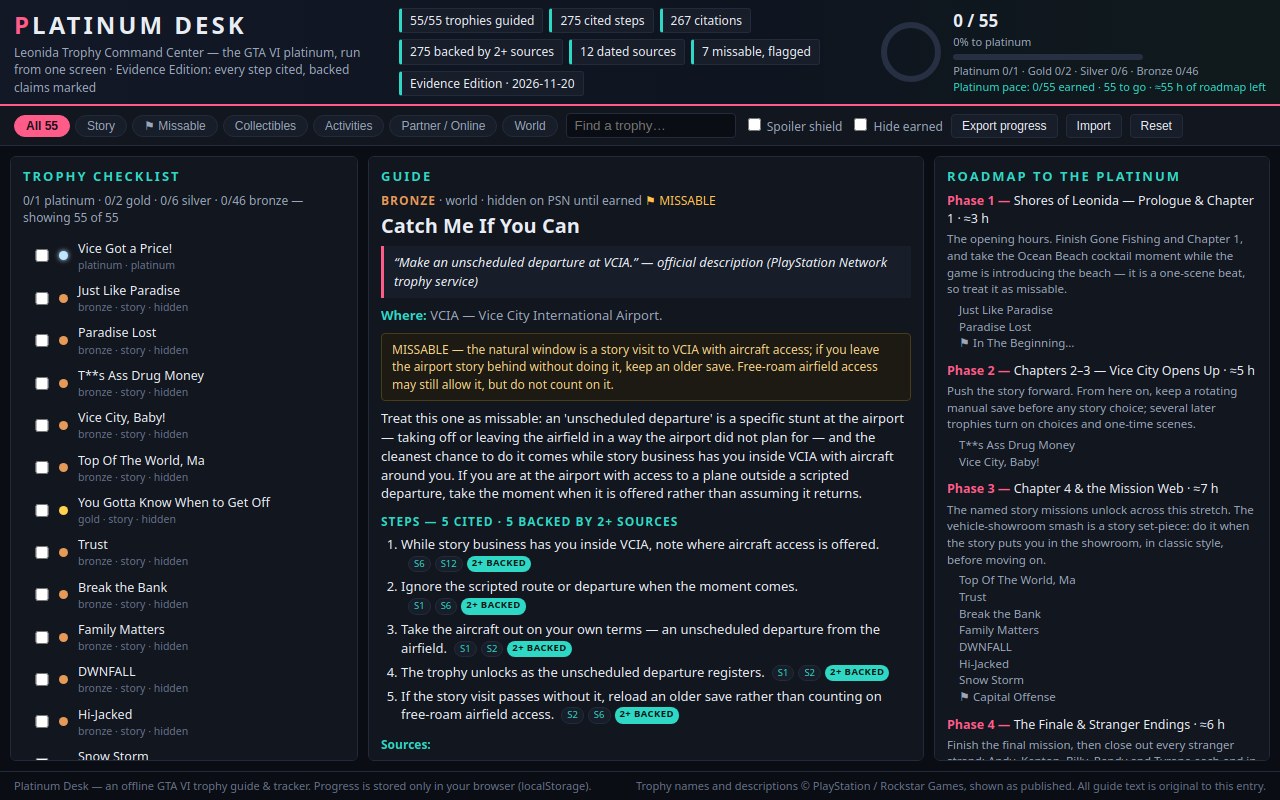 PLATINUM DESK
Leonida Trophy Command Center — the GTA VI platinum, run
from one screen · Evidence Edition: every step cited, backed
claims marked
55/55 trophies guided
275 cited steps
267 citations
275 backed by 2+ sources
12 dated sources
7 missable, flagged
Evidence Edition · 2026-11-20
0 / 55
0% to platinum
Platinum 0/1 · Gold 0/2 · Silver 0/6 · Bronze 0/46
Platinum pace: 0/55 earned · 55 to go · ≈55 h of roadmap left
All 55
Story
⚑ Missable
Collectibles
Activities
Partner / Online
World
Find a trophy…
Spoiler shield
Hide earned
Export progress
Import
Reset
TROPHY CHECKLIST
0/1 platinum · 0/2 gold · 0/6 silver · 0/46 bronze —
showing 55 of 55
Vice Got a Price!
platinum · platinum
Just Like Paradise
bronze · story · hidden
Paradise Lost
bronze · story · hidden
T**s Ass Drug Money
bronze · story · hidden
Vice City, Baby!
bronze · story · hidden
Top Of The World, Ma
bronze · story · hidden
You Gotta Know When to Get Off
gold · story · hidden
Trust
bronze · story · hidden
Break the Bank
bronze · story · hidden
Family Matters
bronze · story · hidden
DWNFALL
bronze · story · hidden
Hi-Jacked
bronze · story · hidden
Snow Storm
GUIDE
BRONZE · world · hidden on PSN until earned ⚑ MISSABLE
Catch Me If You Can
“Make an unscheduled departure at VCIA.” — official description (PlayStation Network
trophy service)
Where: VCIA — Vice City International Airport.
MISSABLE — the natural window is a story visit to VCIA with aircraft access; if you leave
the airport story behind without doing it, keep an older save. Free-roam airfield access
may still allow it, but do not count on it.
Treat this one as missable: an 'unscheduled departure' is a specific stunt at the airport
— taking off or leaving the airfield in a way the airport did not plan for — and the
cleanest chance to do it comes while story business has you inside VCIA with aircraft
around you. If you are at the airport with access to a plane outside a scripted
departure, take the moment when it is offered rather than assuming it returns.
STEPS — 5 CITED · 5 BACKED BY 2+ SOURCES
1. While story business has you inside VCIA, note where aircraft access is offered.
S6 S12 2+ BACKED
2. Ignore the scripted route or departure when the moment comes.
S1 S6 2+ BACKED
3. Take the aircraft out on your own terms — an unscheduled departure from the
airfield. S1 S2 2+ BACKED
4. The trophy unlocks as the unscheduled departure registers. S1 S2 2+ BACKED
5. If the story visit passes without it, reload an older save rather than counting on
free-roam airfield access. S2 S6 2+ BACKED
Sources:
ROADMAP TO THE PLATINUM
Phase 1 — Shores of Leonida — Prologue & Chapter
1 · ≈3 h
The opening hours. Finish Gone Fishing and Chapter 1,
and take the Ocean Beach cocktail moment while the
game is introducing the beach — it is a one-scene beat,
so treat it as missable.
Just Like Paradise
Paradise Lost
⚑ In The Beginning…
Phase 2 — Chapters 2–3 — Vice City Opens Up · ≈5 h
Push the story forward. From here on, keep a rotating
manual save before any story choice; several later
trophies turn on choices and one-time scenes.
T**s Ass Drug Money
Vice City, Baby!
Phase 3 — Chapter 4 & the Mission Web · ≈7 h
The named story missions unlock across this stretch. The
vehicle-showroom smash is a story set-piece: do it when
the story puts you in the showroom, in classic style,
before moving on.
Top Of The World, Ma
Trust
Break the Bank
Family Matters
DWNFALL
Hi-Jacked
Snow Storm
⚑ Capital Offense
Phase 4 — The Finale & Stranger Endings · ≈6 h
Finish the final mission, then close out every stranger
Platinum Desk — an offline GTA VI trophy guide & tracker. Progress is stored only in your browser (localStorage).
Trophy names and descriptions © PlayStation / Rockstar Games, shown as published. All guide text is original to this entry.